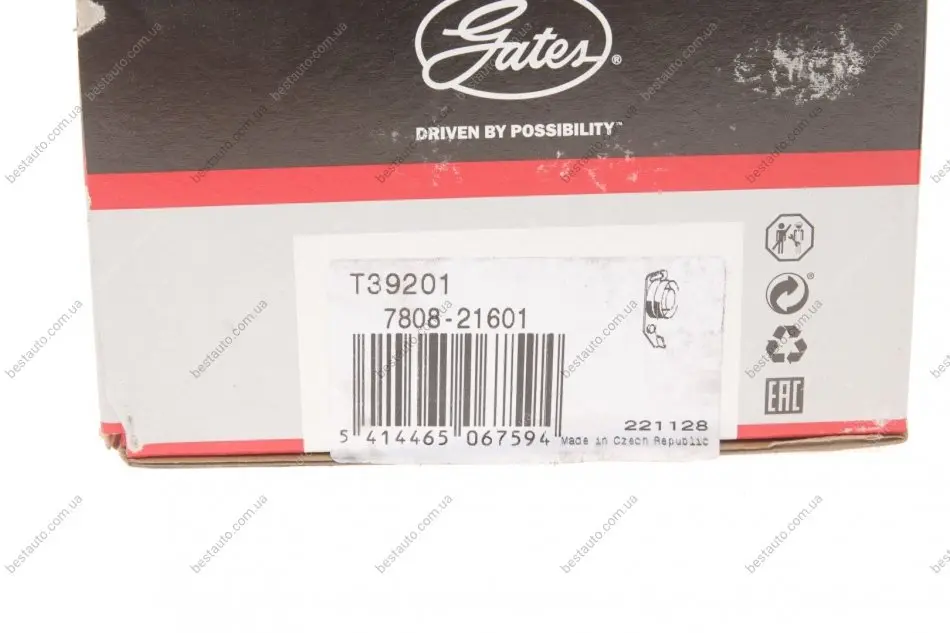 Gates®
DRIVEN BY POSSIBILITY™
T39201
7808-21601
5 414465 067594
221128
Made in Czech Republic
EAC
bestauto.com.ua